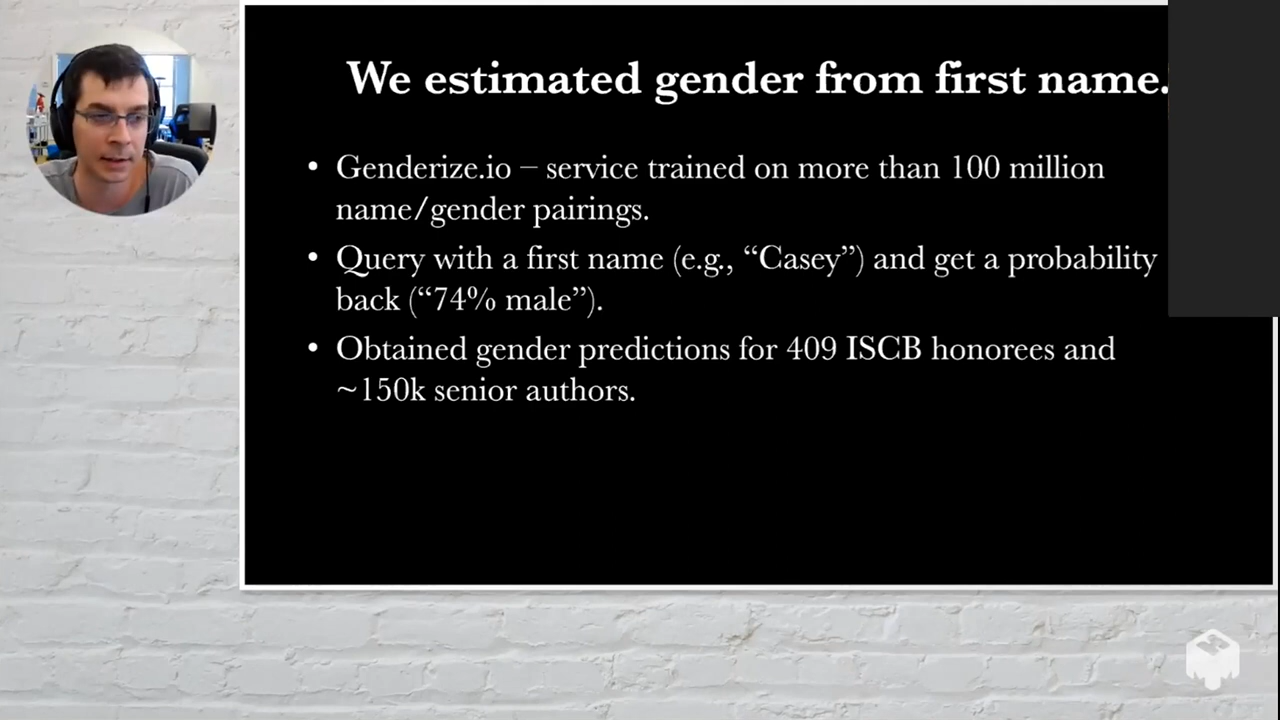 We estimated gender from first name.
• Genderize.io – service trained on more than 100 million
name/gender pairings.
• Query with a first name (e.g., “Casey”) and get a probability
back (“74% male”).
• Obtained gender predictions for 409 ISCB honorees and
~150k senior authors.